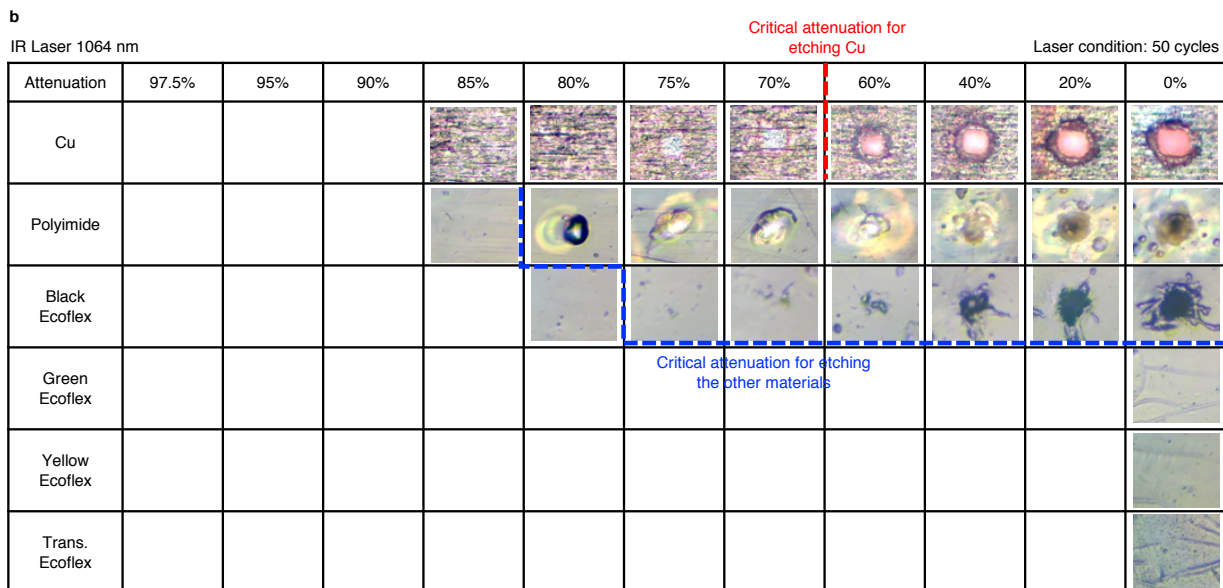 b
Critical attenuation for
etching Cu
IR Laser 1064 nm
Laser condition: 50 cycles
Attenuation 97.5% 95% 90% 85% 80% 75% 70% 60% 40% 20% 0%
Cu
Polyimide
Black
Ecoflex
Critical attenuation for etching
the other materials
Green
Ecoflex
Yellow
Ecoflex
Trans.
Ecoflex